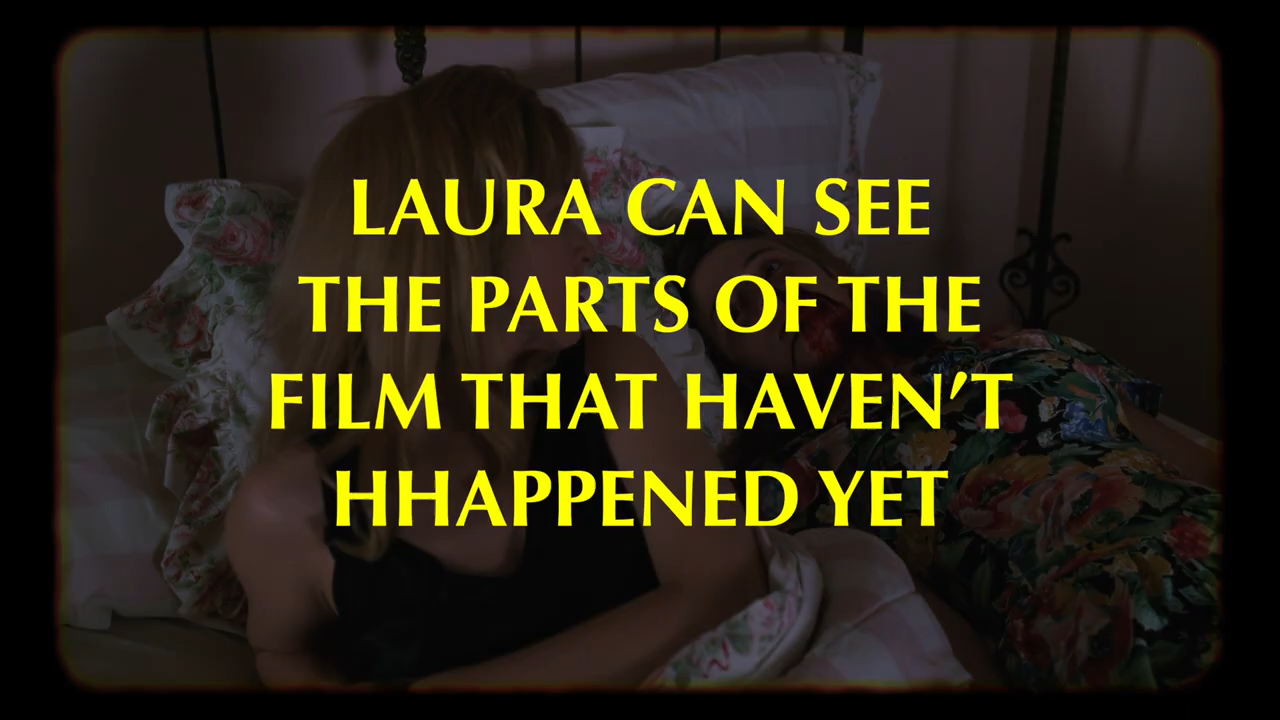 LAURA CAN SEE
THE PARTS OF THE
FILM THAT HAVEN’T
HHAPPENED YET